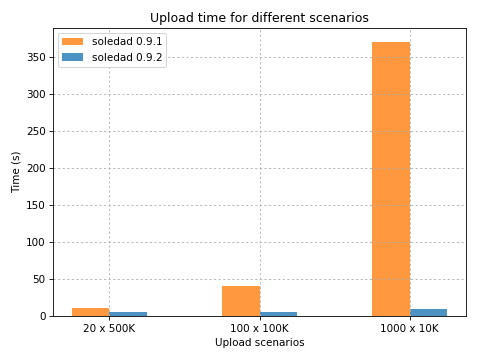 Upload time for different scenarios
soledad 0.9.1
soledad 0.9.2
Time (s)
350
300
250
200
150
100
50
0
20 x 500K
100 x 100K
1000 x 10K
Upload scenarios